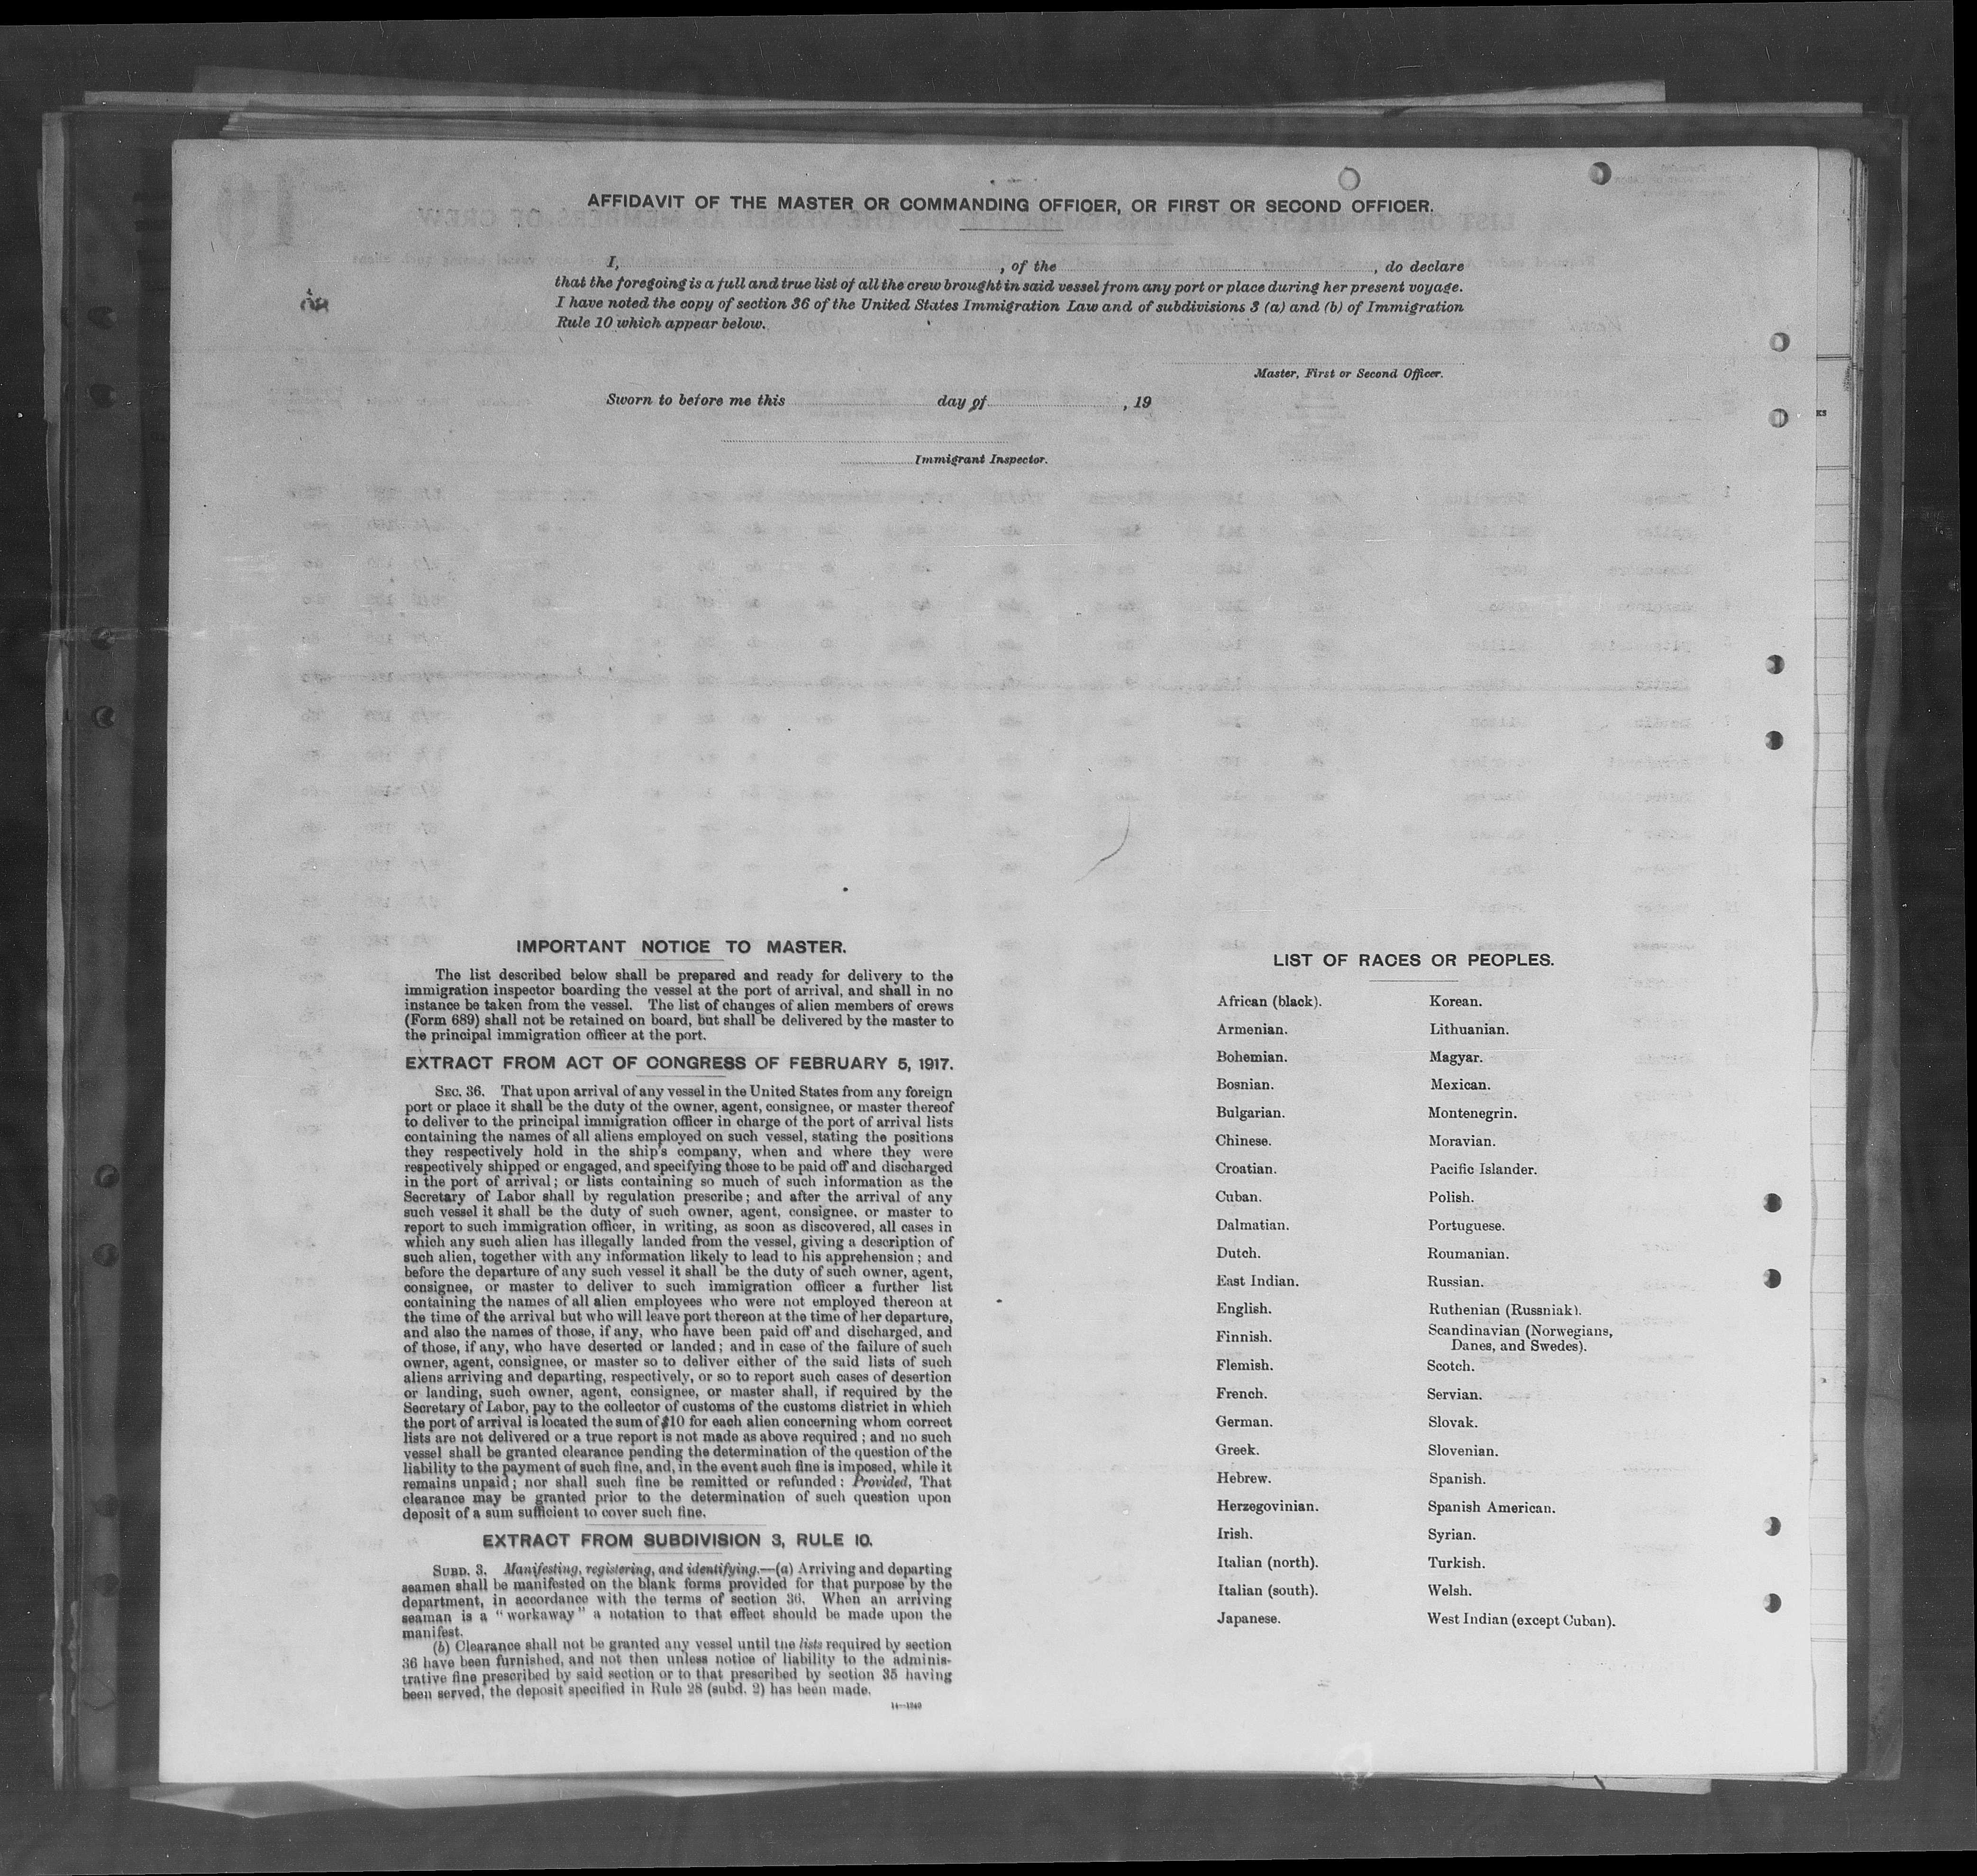 AFFIDAVIT OF THE MASTER OR COMMANDING OFFICER, OR FIRST OR SECOND OFFICER.
I, , of the , do declare
that the foregoing is a full and true list of all the crew brought in said vessel from any port or place during her present voyage.
I have noted the copy of section 36 of the United States Immigration Law and of subdivisions 3 (a) and (b) of Immigration
Rule 10 which appear below.
Master, First or Second Officer.
Sworn to before me this day of , 19
Immigrant Inspector.
IMPORTANT NOTICE TO MASTER.
The list described below shall be prepared and ready for delivery to the
immigration inspector boarding the vessel at the port of arrival, and shall in no
instance be taken from the vessel. The list of changes of alien members of crews
(Form 689) shall not be retained on board, but shall be delivered by the master to
the principal immigration officer at the port.
EXTRACT FROM ACT OF CONGRESS OF FEBRUARY 5, 1917.
SEC. 36. That upon arrival of any vessel in the United States from any foreign
port or place it shall be the duty of the owner, agent, consignee, or master thereof
to deliver to the principal immigration officer in charge of the port of arrival lists
containing the names of all aliens employed on such vessel, stating the positions
they respectively hold in the ship's company, when and where they were
respectively shipped or engaged, and specifying those to be paid off and discharged
in the port of arrival; or lists containing so much of such information as the
Secretary of Labor shall by regulation prescribe; and after the arrival of any
such vessel it shall be the duty of such owner, agent, consignee, or master to
report to such immigration officer, in writing, as soon as discovered, all cases in
which any such alien has illegally landed from the vessel, giving a description of
such alien, together with any information likely to lead to his apprehension; and
before the departure of any such vessel it shall be the duty of such owner, agent,
consignee, or master to deliver to such immigration officer a further list
containing the names of all alien employees who were not employed thereon at
the time of the arrival but who will leave port thereon at the time of her departure,
and also the names of those, if any, who have been paid off and discharged, and
of those, if any, who have deserted or landed; and in case of the failure of such
owner, agent, consignee, or master so to deliver either of the said lists of such
aliens arriving and departing, respectively, or so to report such cases of desertion
or landing, such owner, agent, consignee, or master shall, if required by the
Secretary of Labor, pay to the collector of customs of the customs district in which
the port of arrival is located the sum of $10 for each alien concerning whom correct
lists are not delivered or a true report is not made as above required; and no such
vessel shall be granted clearance pending the determination of the question of the
liability to the payment of such fine, and, in the event such fine is imposed, while it
remains unpaid; nor shall such fine be remitted or refunded: Provided, That
clearance may be granted prior to the determination of such question upon
deposit of a sum sufficient to cover such fine.
EXTRACT FROM SUBDIVISION 3, RULE 10.
SUBD. 3. Manifesting, registering, and identifying.—(a) Arriving and departing
seamen shall be manifested on the blank forms provided for that purpose by the
department, in accordance with the terms of section 36. When an arriving
seaman is a "workaway" a notation to that effect should be made upon the
manifest.
(b) Clearance shall not be granted any vessel until the lists required by section
36 have been furnished, and not then unless notice of liability to the adminis-
trative fine prescribed by said section or to that prescribed by section 35 having
been served, the deposit specified in Rule 28 (subd. 2) has been made.
14—1240
LIST OF RACES OR PEOPLES.
African (black).
Armenian.
Bohemian.
Bosnian.
Bulgarian.
Chinese.
Croatian.
Cuban.
Dalmatian.
Dutch.
East Indian.
English.
Finnish.
Flemish.
French.
German.
Greek.
Hebrew.
Herzegovinian.
Irish.
Italian (north).
Italian (south).
Japanese.
Korean.
Lithuanian.
Magyar.
Mexican.
Montenegrin.
Moravian.
Pacific Islander.
Polish.
Portuguese.
Roumanian.
Russian.
Ruthenian (Russniak).
Scandinavian (Norwegians,
Danes, and Swedes).
Scotch.
Servian.
Slovak.
Slovenian.
Spanish.
Spanish American.
Syrian.
Turkish.
Welsh.
West Indian (except Cuban).